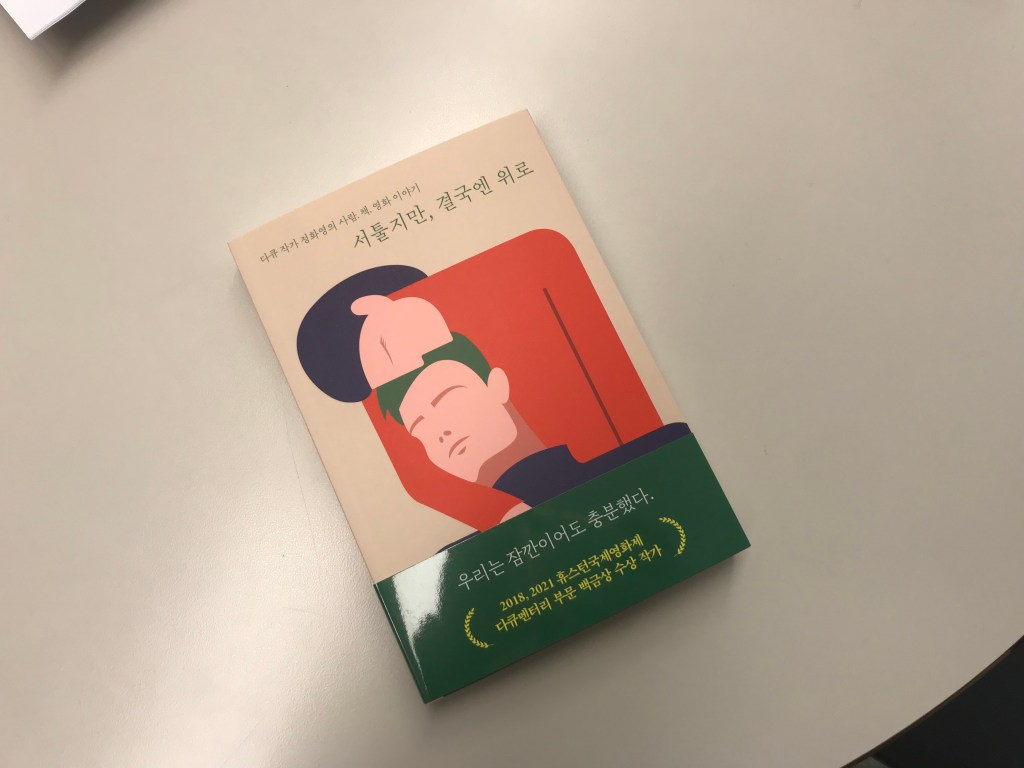 다큐 작가 정화영의 사람, 책, 영화 이야기
서툴지만, 결국엔 위로
우리는 잠깐이어도 충분했다.
2018, 2021 휴스턴국제영화제
다큐멘터리 부문 백금상 수상 작가